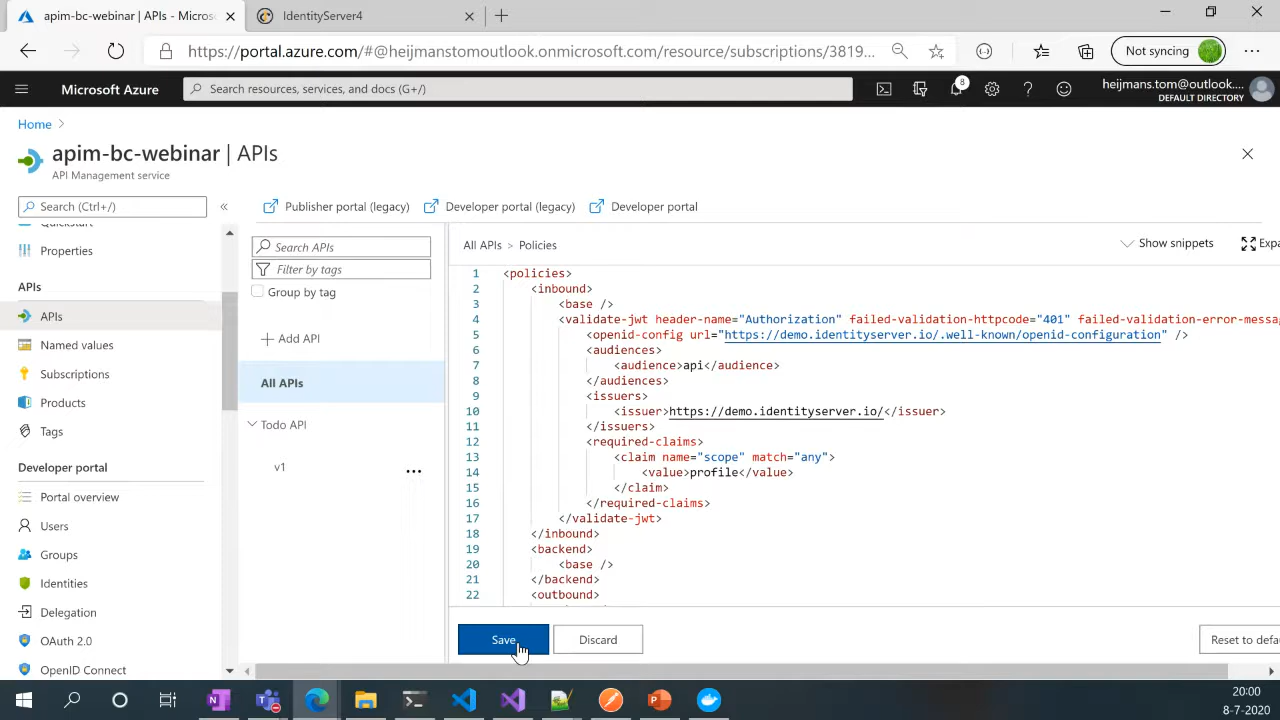 apim-bc-webinar | APIs - Micros
IdentityServer4
https://portal.azure.com/#@heijmanstomoutlook.onmicrosoft.com/resource/subscriptions/3819...
Not syncing
Microsoft Azure
Search resources, services, and docs (G+/)
8
heijmans.tom@outlook....
DEFAULT DIRECTORY
Home
apim-bc-webinar | APIs
API Management service
Search (Ctrl+/)
Publisher portal (legacy)
Developer portal (legacy)
Developer portal
Quickstart
Properties
APIs
APIs
Named values
Subscriptions
Products
Tags
Developer portal
Portal overview
Users
Groups
Identities
Delegation
OAuth 2.0
OpenID Connect
Search APIs
Filter by tags
Group by tag
Add API
All APIs
Todo API
v1
All APIs > Policies
Show snippets
Expa
1 <policies>
2 <inbound>
3 <base />
4 <validate-jwt header-name="Authorization" failed-validation-httpcode="401" failed-validation-error-messa
5 <openid-config url="https://demo.identityserver.io/.well-known/openid-configuration" />
6 <audiences>
7 <audience>api</audience>
8 </audiences>
9 <issuers>
10 <issuer>https://demo.identityserver.io/</issuer>
11 </issuers>
12 <required-claims>
13 <claim name="scope" match="any">
14 <value>profile</value>
15 </claim>
16 </required-claims>
17 </validate-jwt>
18 </inbound>
19 <backend>
20 <base />
21 </backend>
22 <outbound>
Save
Discard
Reset to defa
20:00
8-7-2020